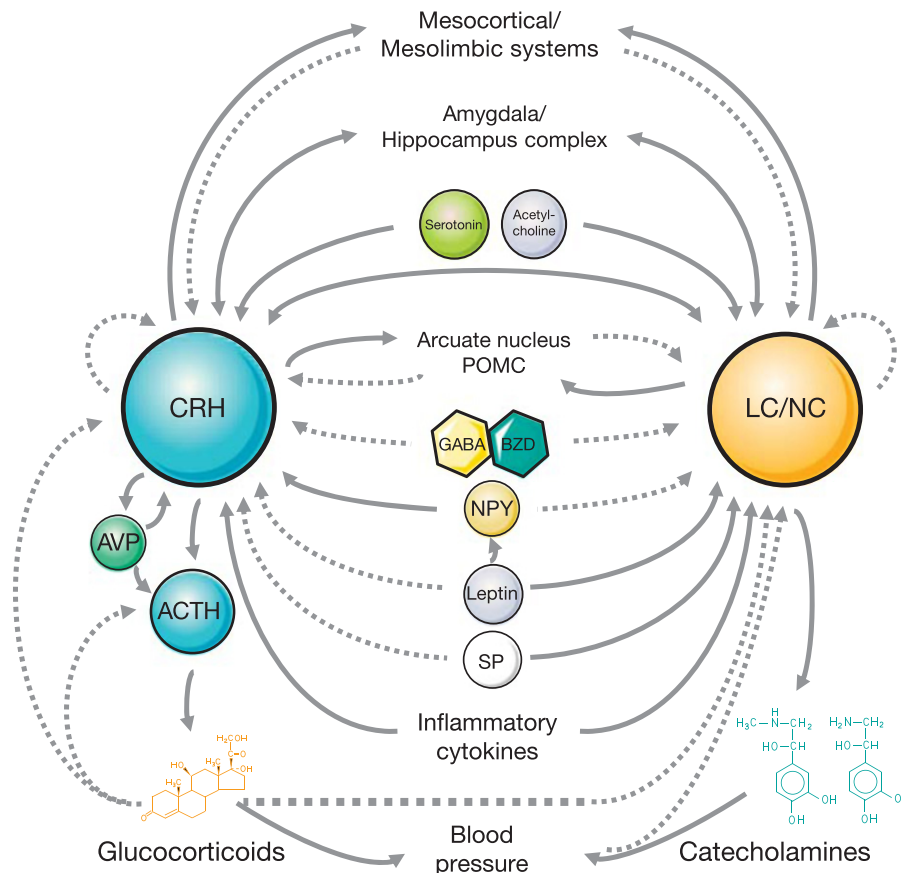 Mesocortical/
Mesolimbic systems
Amygdala/
Hippocampus complex
Serotonin
Acetyl-
choline
Arcuate nucleus
POMC
CRH
LC/NC
GABA
BZD
NPY
AVP
Leptin
ACTH
SP
Inflammatory
cytokines
H₂COH
C=O
HO
H₃C
OH
H₃C
O
H
H₃C—N—CH₂
HO—CH
OH
OH
H₂N—CH₂
HO—CH
O
OH
Glucocorticoids
Blood
pressure
Catecholamines